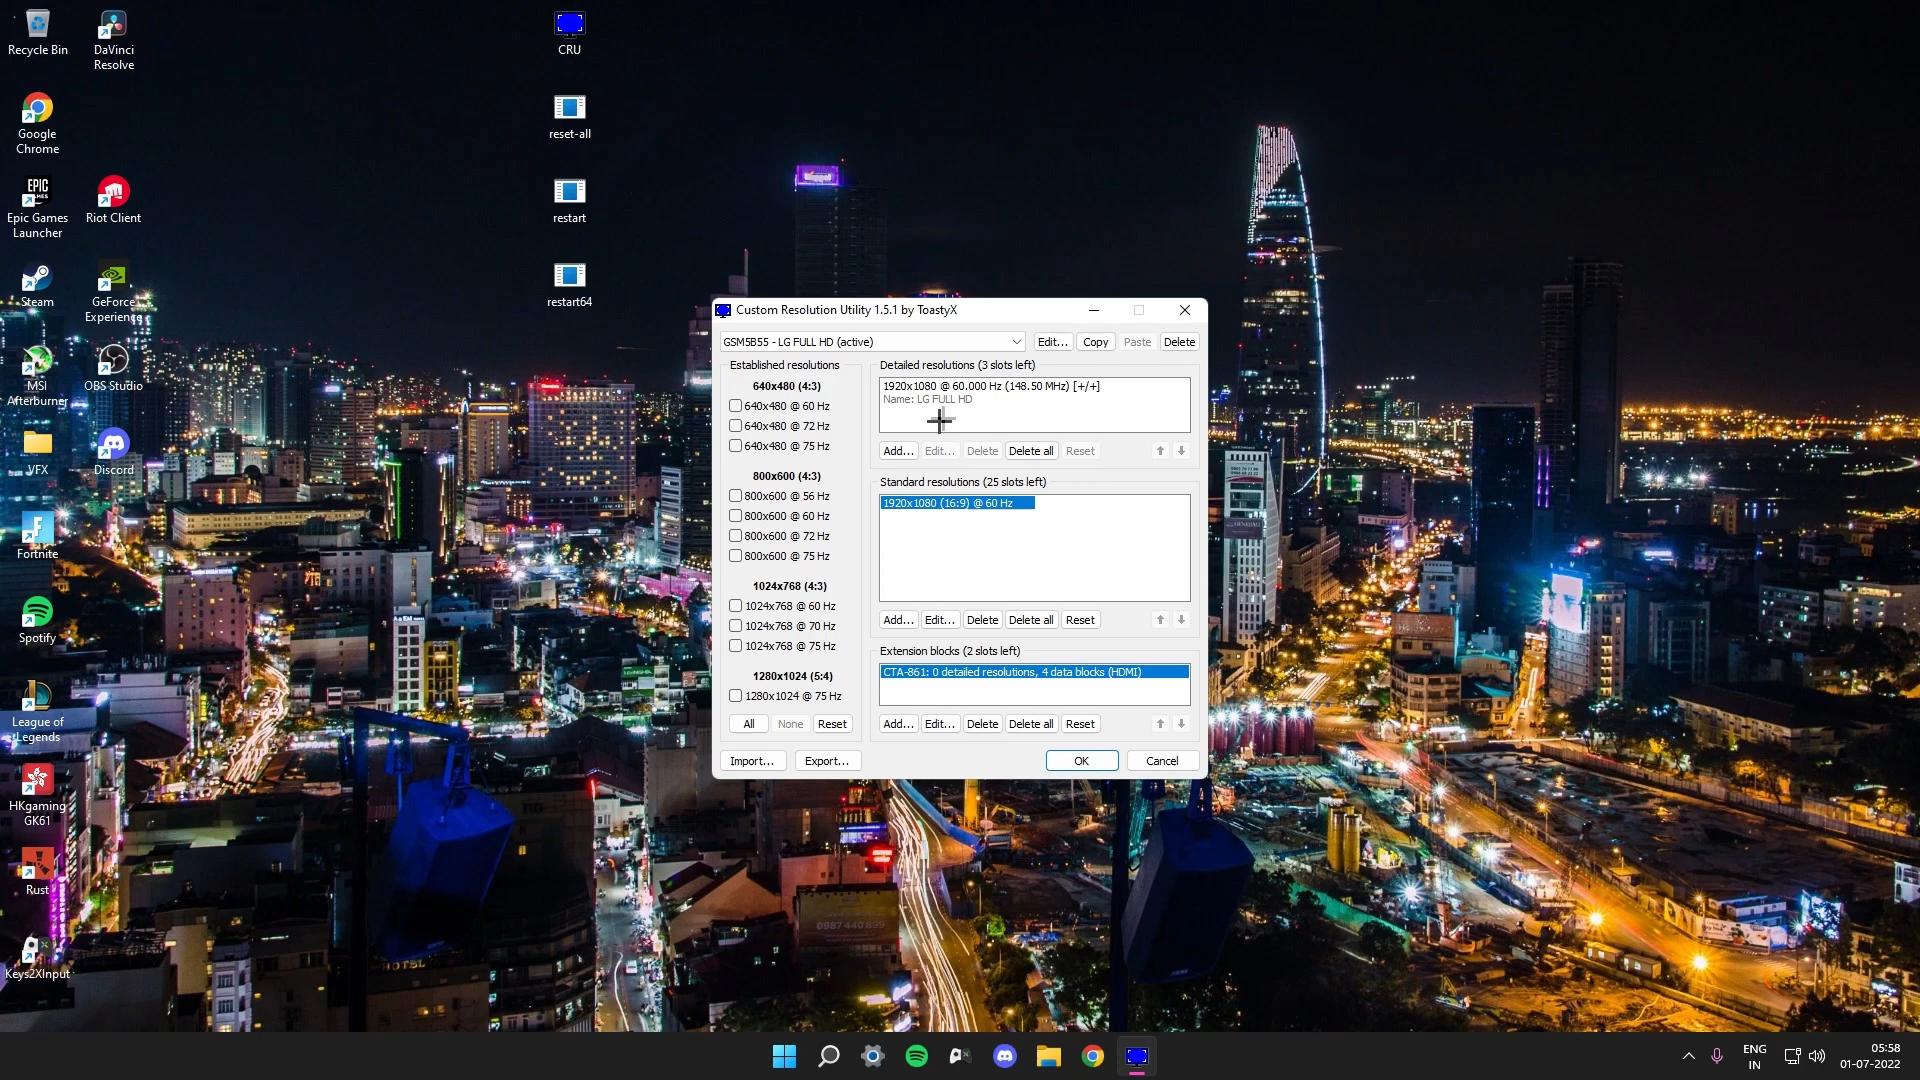 Recycle Bin
DaVinci
Resolve
CRU
Google
Chrome
reset-all
EPIC
GAMES
Epic Games
Launcher
Riot Client
restart
Steam
GeForce
Experience
restart64
MSI
Afterburner
OBS Studio
VFX
Discord
Fortnite
Spotify
League of
Legends
HKgaming
GK61
Rust
Keys2XInput
Custom Resolution Utility 1.5.1 by ToastyX
GSM5B55 - LG FULL HD (active)
Edit...
Copy
Paste
Delete
Established resolutions
640x480 (4:3)
640x480 @ 60 Hz
640x480 @ 72 Hz
640x480 @ 75 Hz
800x600 (4:3)
800x600 @ 56 Hz
800x600 @ 60 Hz
800x600 @ 72 Hz
800x600 @ 75 Hz
1024x768 (4:3)
1024x768 @ 60 Hz
1024x768 @ 70 Hz
1024x768 @ 75 Hz
1280x1024 (5:4)
1280x1024 @ 75 Hz
All
None
Reset
Detailed resolutions (3 slots left)
1920x1080 @ 60.000 Hz (148.50 MHz) [+/+]
Name: LG FULL HD
Add...
Edit...
Delete
Delete all
Reset
Standard resolutions (25 slots left)
1920x1080 (16:9) @ 60 Hz
Add...
Edit...
Delete
Delete all
Reset
Extension blocks (2 slots left)
CTA-861: 0 detailed resolutions, 4 data blocks (HDMI)
Add...
Edit...
Delete
Delete all
Reset
Import...
Export...
OK
Cancel
0987 440 899
HOTEL
ENG
IN
05:58
01-07-2022